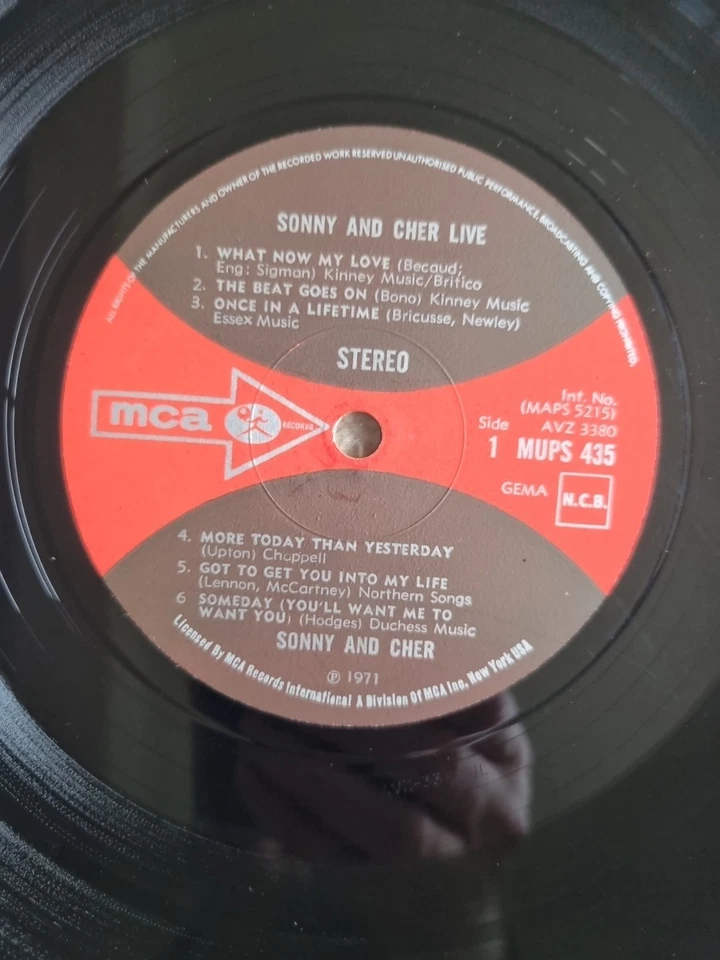 ALL RIGHTS OF THE MANUFACTURERS AND OWNER OF THE RECORDED WORK RESERVED UNAUTHORISED PUBLIC PERFORMANCE, BROADCASTING AND COPYING PROHIBITED.
SONNY AND CHER LIVE
1. WHAT NOW MY LOVE (Becaud;
Eng: Sigman) Kinney Music/Britico
2. THE BEAT GOES ON (Bono) Kinney Music
3. ONCE IN A LIFETIME (Bricusse, Newley)
Essex Music
STEREO
mca RECORDS
Int. No.
(MAPS 5215)
Side AVZ 3380
1 MUPS 435
GEMA N.C.B.
4. MORE TODAY THAN YESTERDAY
(Upton) Chappell
5. GOT TO GET YOU INTO MY LIFE
(Lennon, McCartney) Northern Songs
6 SOMEDAY (YOU'LL WANT ME TO
WANT YOU) (Hodges) Duchess Music
SONNY AND CHER
℗ 1971
Licensed By MCA Records International A Division Of MCA Inc. New York USA